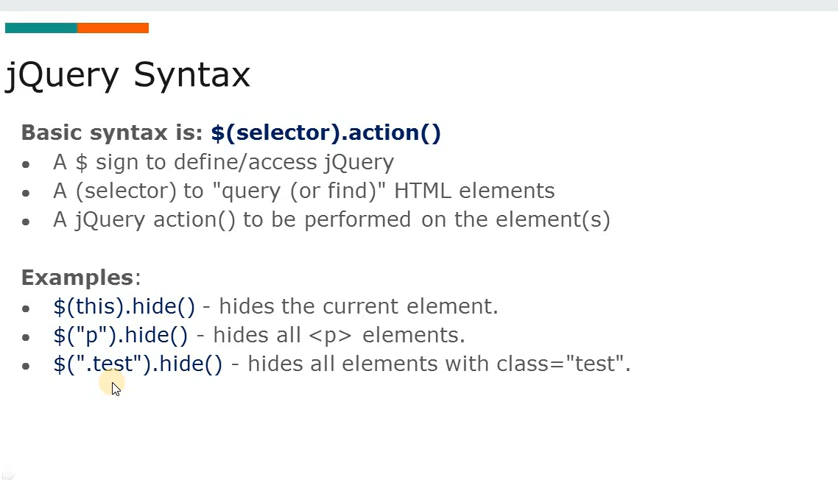 jQuery Syntax
Basic syntax is: $(selector).action()
• A $ sign to define/access jQuery
• A (selector) to "query (or find)" HTML elements
• A jQuery action() to be performed on the element(s)
Examples:
• $(this).hide() - hides the current element.
• $("p").hide() - hides all <p> elements.
• $(".test").hide() - hides all elements with class="test".